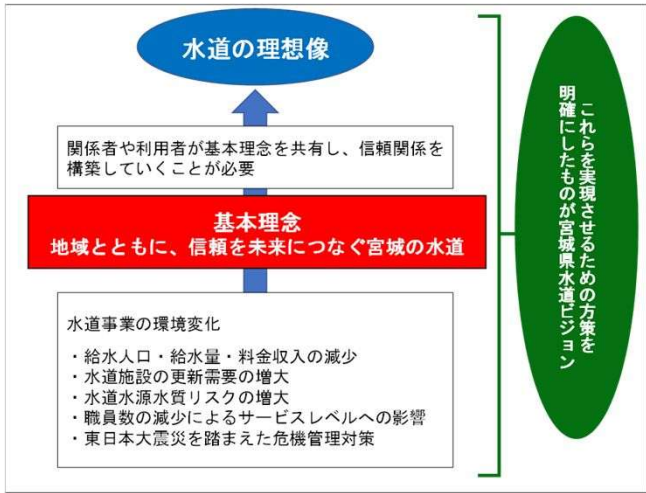 水道の理想像
関係者や利用者が基本理念を共有し、信頼関係を
構築していくことが必要
基本理念
地域とともに、信頼を未来につなぐ宮城の水道
水道事業の環境変化
・給水人口・給水量・料金収入の減少
・水道施設の更新需要の増大
・水道水源水質リスクの増大
・職員数の減少によるサービスレベルへの影響
・東日本大震災を踏まえた危機管理対策
これらを実現させるための方策を
明確にしたものが宮城県水道ビジョン